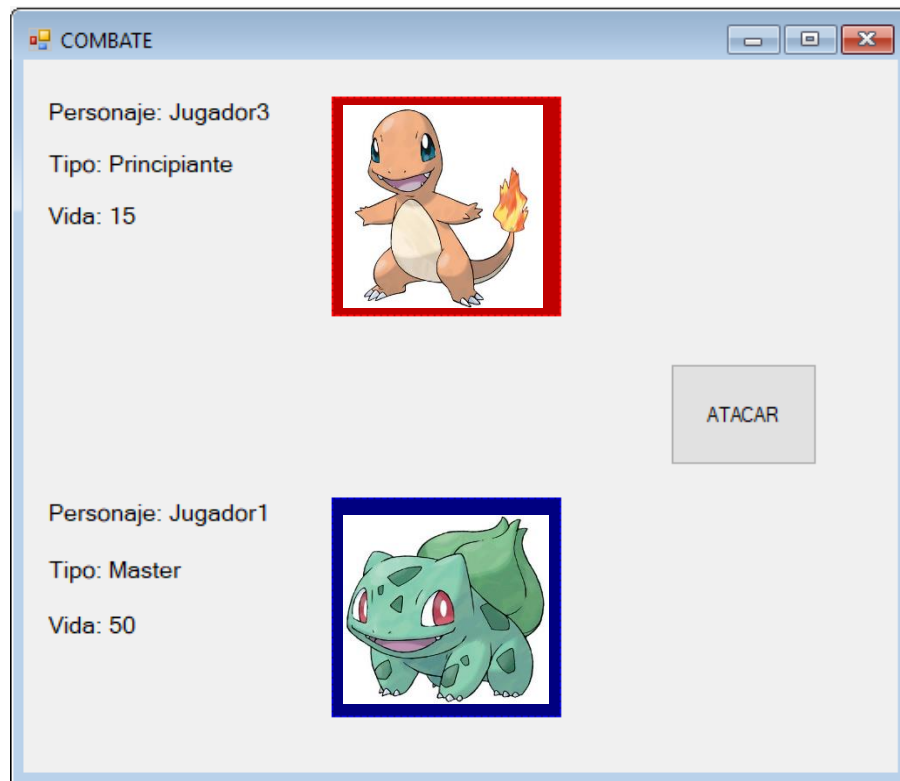 COMBATE
Personaje: Jugador3
Tipo: Principiante
Vida: 15
ATACAR
Personaje: Jugador1
Tipo: Master
Vida: 50